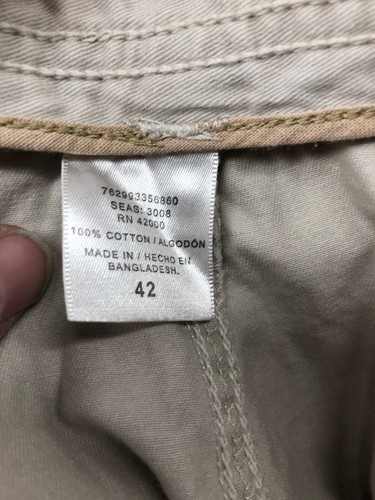 762993356860
SEAS: 3008
RN 42000
100% COTTON / ALGODÓN
MADE IN / HECHO EN
BANGLADESH.
42